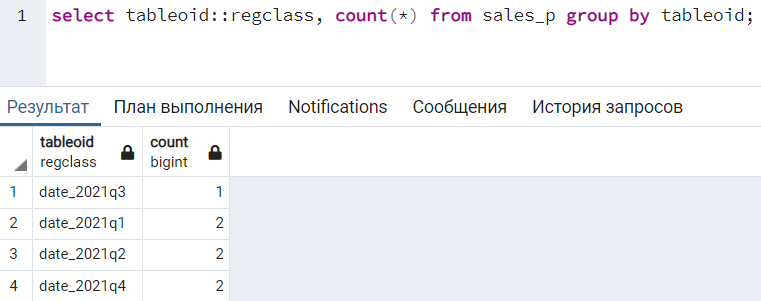 1 select tableoid::regclass, count(*) from sales_p group by tableoid;
Результат План выполнения Notifications Сообщения История запросов
tableoid count
regclass bigint
1 date_2021q3 1
2 date_2021q1 2
3 date_2021q2 2
4 date_2021q4 2